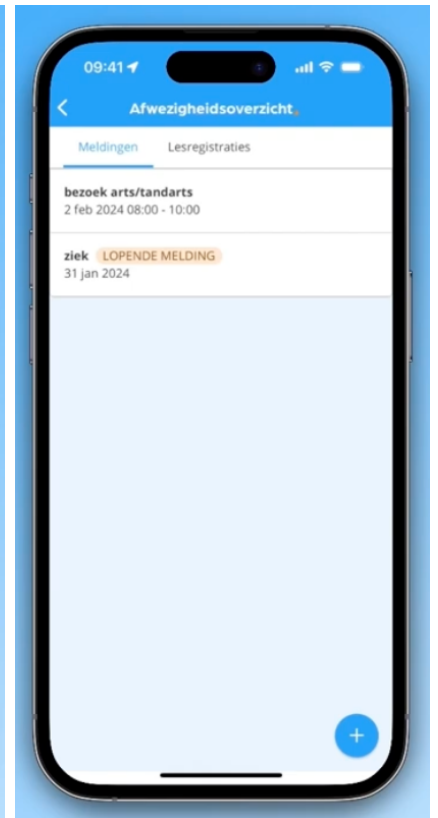 09:41
Afwezigheidsoverzicht.
Meldingen Lesregistraties
bezoek arts/tandarts
2 feb 2024 08:00 - 10:00
ziek LOPENDE MELDING
31 jan 2024
+